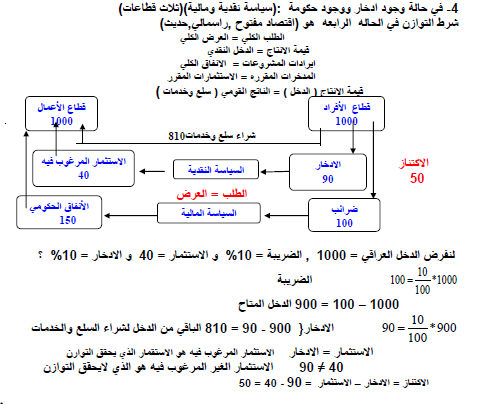 4- في حالة وجود ادخار ووجود حكومة :(سياسة نقدية ومالية)(ثلاث قطاعات)
شرط التوازن في الحاله الرابعه هو (اقتصاد مفتوح ,راسمالي,حديث)
الطلب الكلي = العرض الكلي
قيمة الانتاج = الدخل النقدي
ايرادات المشروعات = الانفاق الكلي
المدخرات المقرره = الاستثمارات المقرر
قيمة الانتاج ( الدخل ) = الناتج القومي ( سلع وخدمات )
قطاع الأفراد
1000
قطاع الأعمال
1000
شراء سلع وخدمات810
الاكتناز
50
الادخار
90
السياسة النقدية
الاستثمار المرغوب فيه
40
الطلب = العرض
ضرائب
100
السياسة المالية
الأنفاق الحكومي
150
لنفرض الدخل العراقي = 1000 , الضريبة = 10% و الاستثمار = 40 و الادخار = 10% ؟
100 = 10/100 * 1000 الضريبة
1000 – 100 = 900 الدخل المتاح
90 = 10/100 * 900 الادخار{ 900 - 90 = 810 الباقي من الدخل لشراء السلع والخدمات
الاستثمار = الادخار الاستثمار المرغوب فيه هو الاستقمار الذي يحقق التوارن
40 ≠ 90 الاستثمار الغير المرغوب فيه هو الذي لايحقق التوازن
الاكتناز = الادخار – استثمار = 90 - 40 = 50